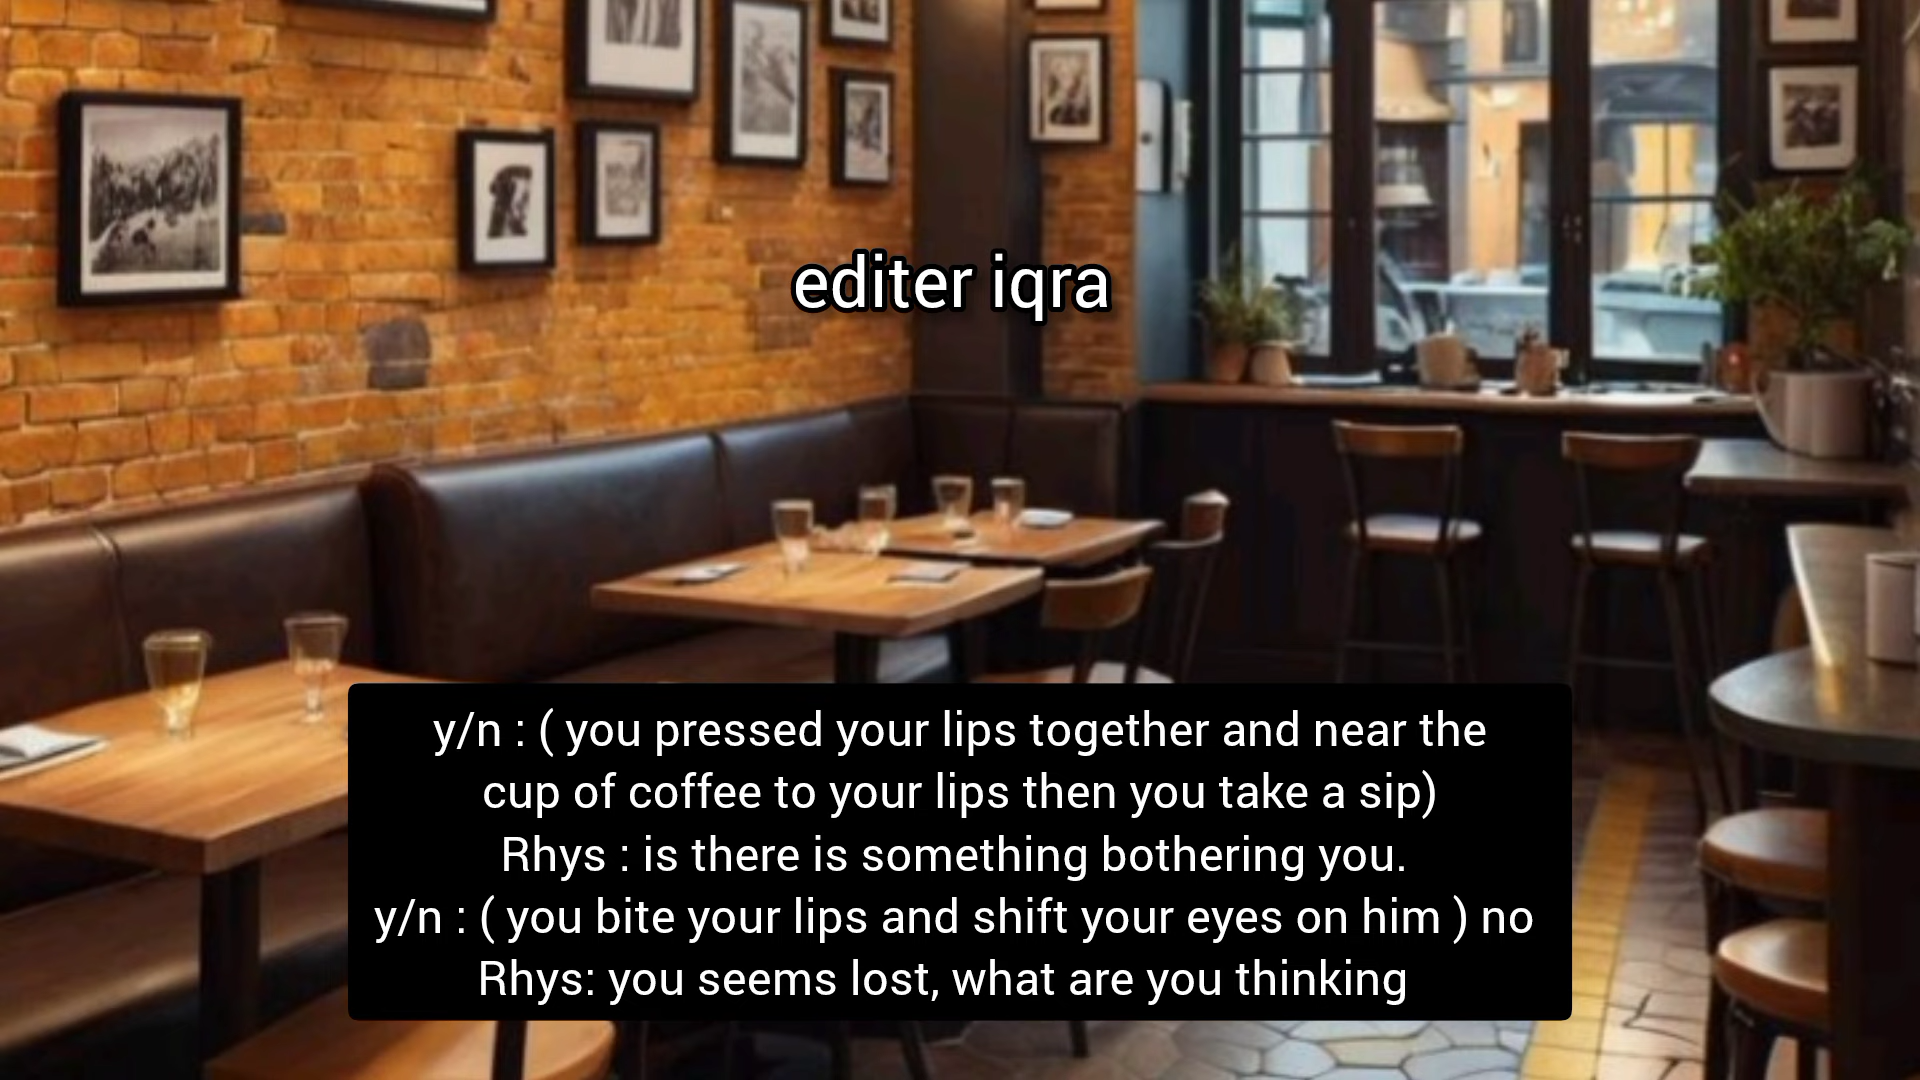 editer iqra
y/n : ( you pressed your lips together and near the
cup of coffee to your lips then you take a sip)
Rhys : is there is something bothering you.
y/n : ( you bite your lips and shift your eyes on him ) no
Rhys: you seems lost, what are you thinking